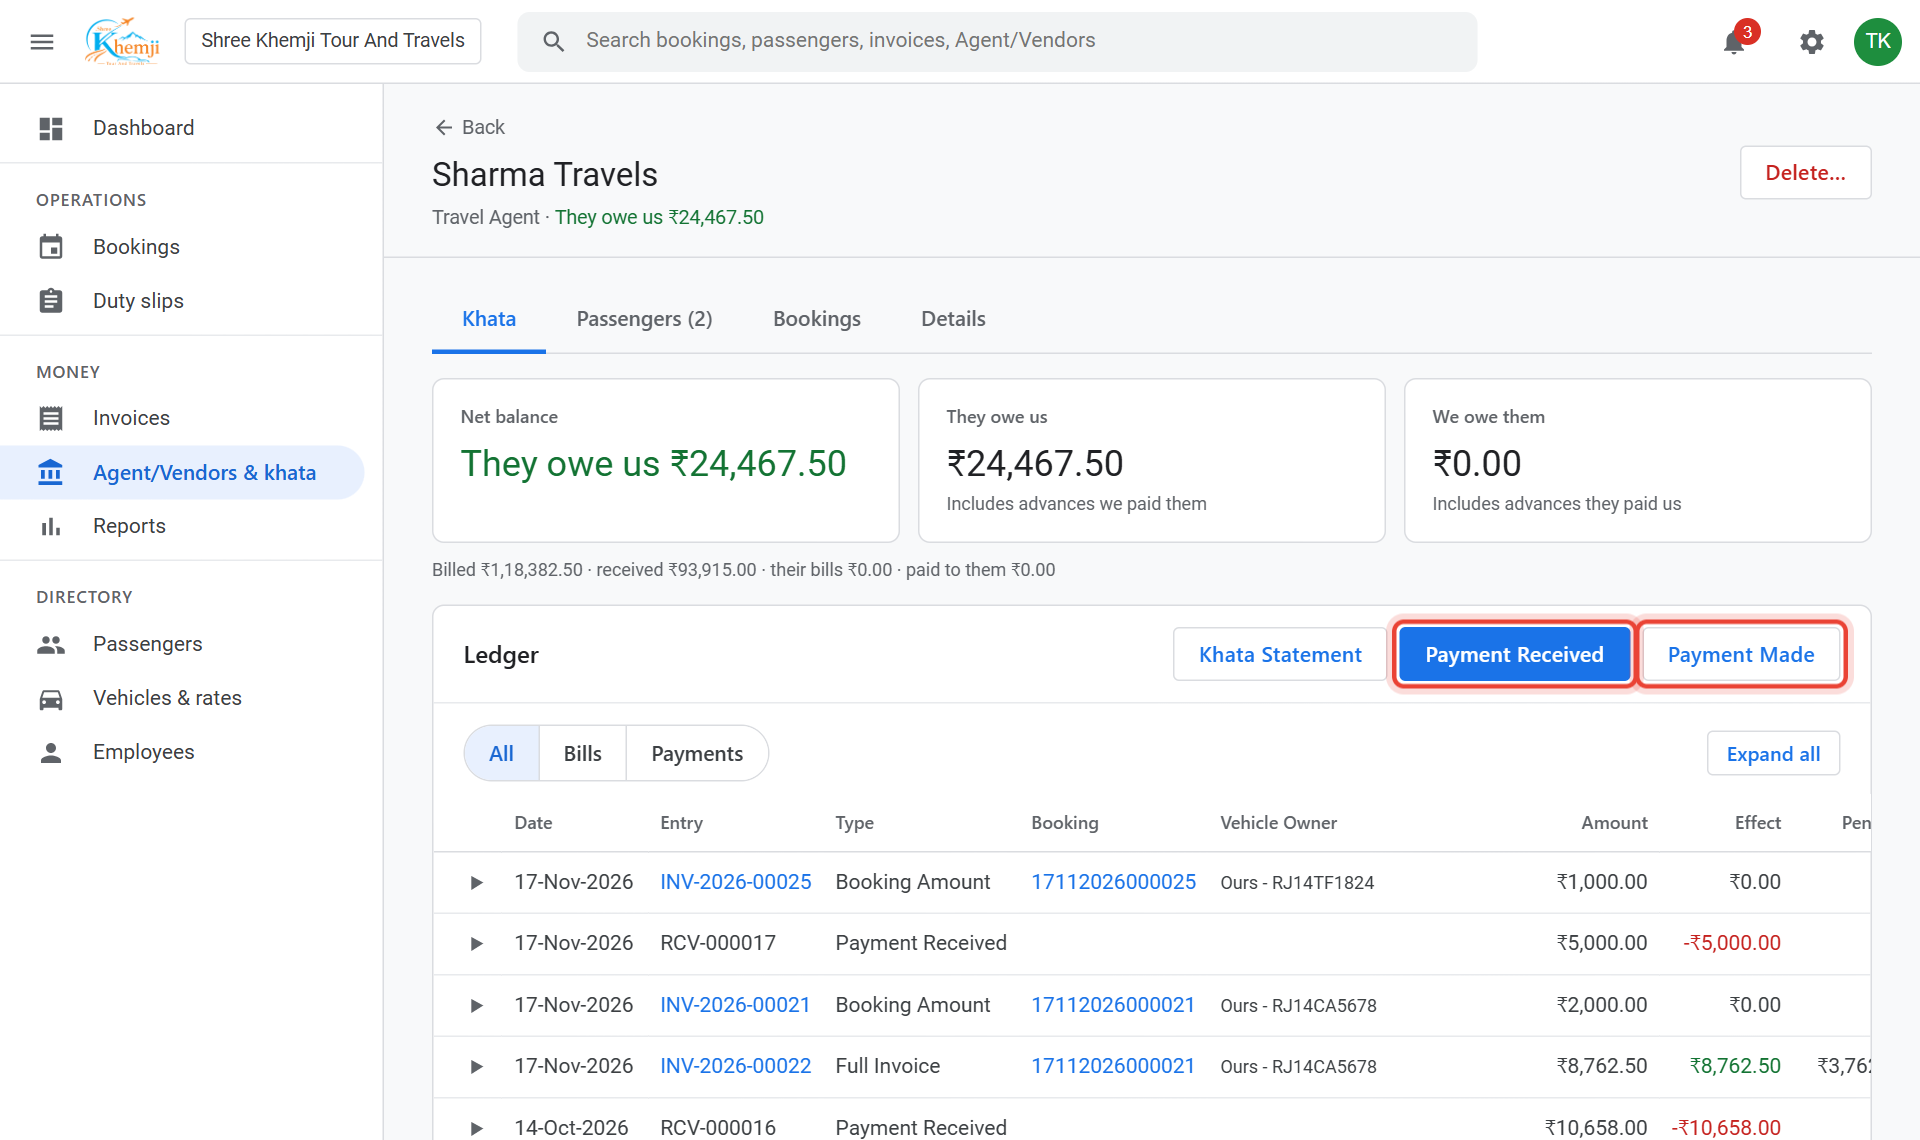 Khemji
Shree Khemji Tour And Travels
Search bookings, passengers, invoices, Agent/Vendors
3
TK
Dashboard
OPERATIONS
Bookings
Duty slips
MONEY
Invoices
Agent/Vendors & khata
Reports
DIRECTORY
Passengers
Vehicles & rates
Employees
Back
Sharma Travels
Travel Agent · They owe us ₹24,467.50
Delete...
Khata Passengers (2) Bookings Details
Net balance
They owe us ₹24,467.50
They owe us
₹24,467.50
Includes advances we paid them
We owe them
₹0.00
Includes advances they paid us
Billed ₹1,18,382.50 · received ₹93,915.00 · their bills ₹0.00 · paid to them ₹0.00
Ledger
Khata Statement Payment Received Payment Made
All Bills Payments
Expand all
Date Entry Type Booking Vehicle Owner Amount Effect Pen
17-Nov-2026 INV-2026-00025 Booking Amount 17112026000025 Ours - RJ14TF1824 ₹1,000.00 ₹0.00
17-Nov-2026 RCV-000017 Payment Received ₹5,000.00 -₹5,000.00
17-Nov-2026 INV-2026-00021 Booking Amount 17112026000021 Ours - RJ14CA5678 ₹2,000.00 ₹0.00
17-Nov-2026 INV-2026-00022 Full Invoice 17112026000021 Ours - RJ14CA5678 ₹8,762.50 ₹8,762.50 ₹3,762
14-Oct-2026 RCV-000016 Payment Received ₹10,658.00 -₹10,658.00